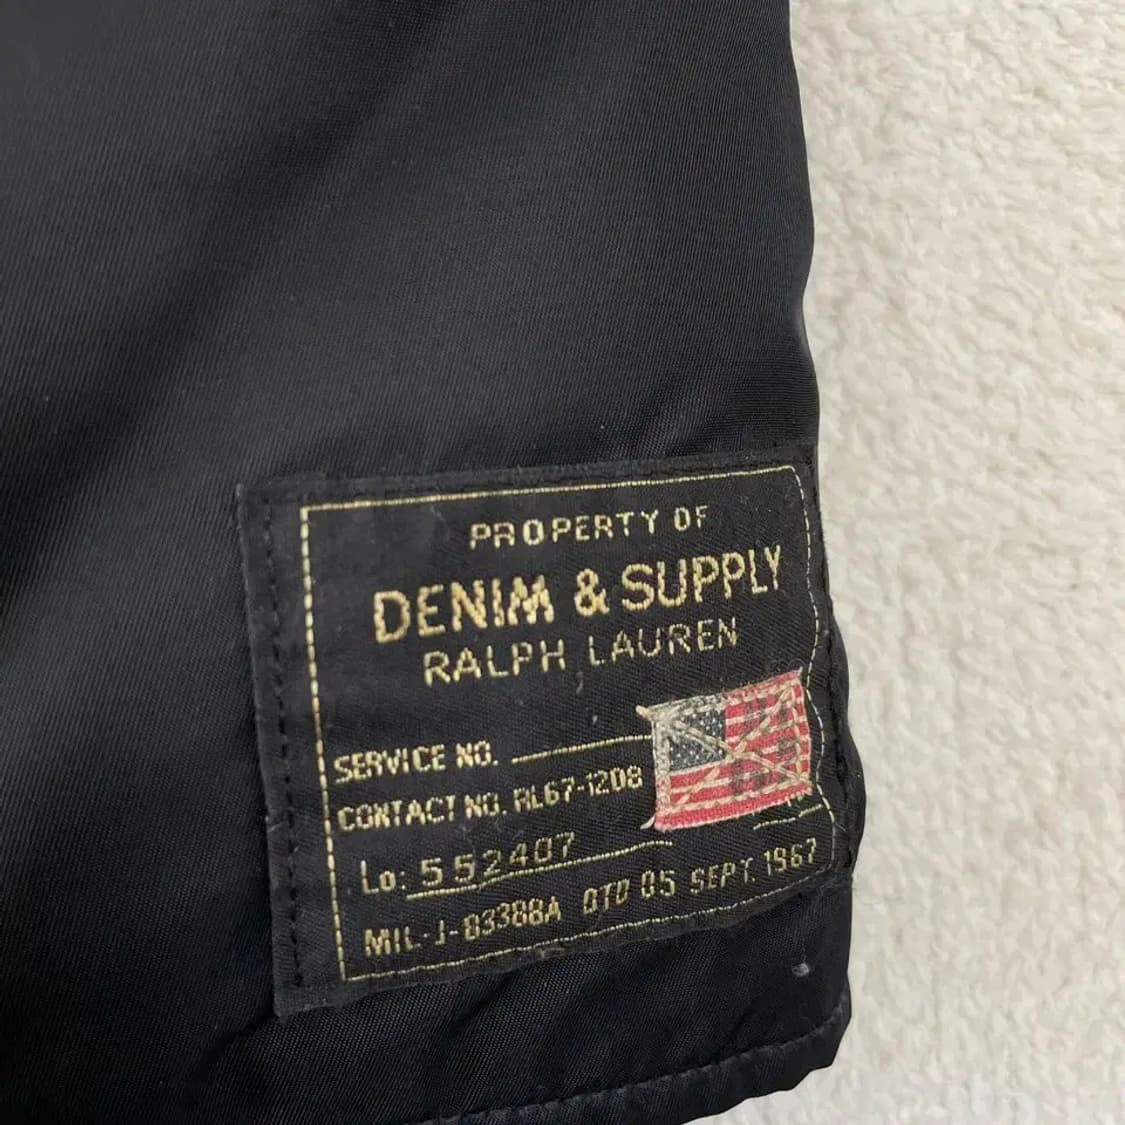 PROPERTY OF
DENIM & SUPPLY
RALPH LAUREN
SERVICE NO.
CONTACT NO. RL67-1208
Lo: 552407
MIL-J-83388A DTD 05 SEPT. 1967